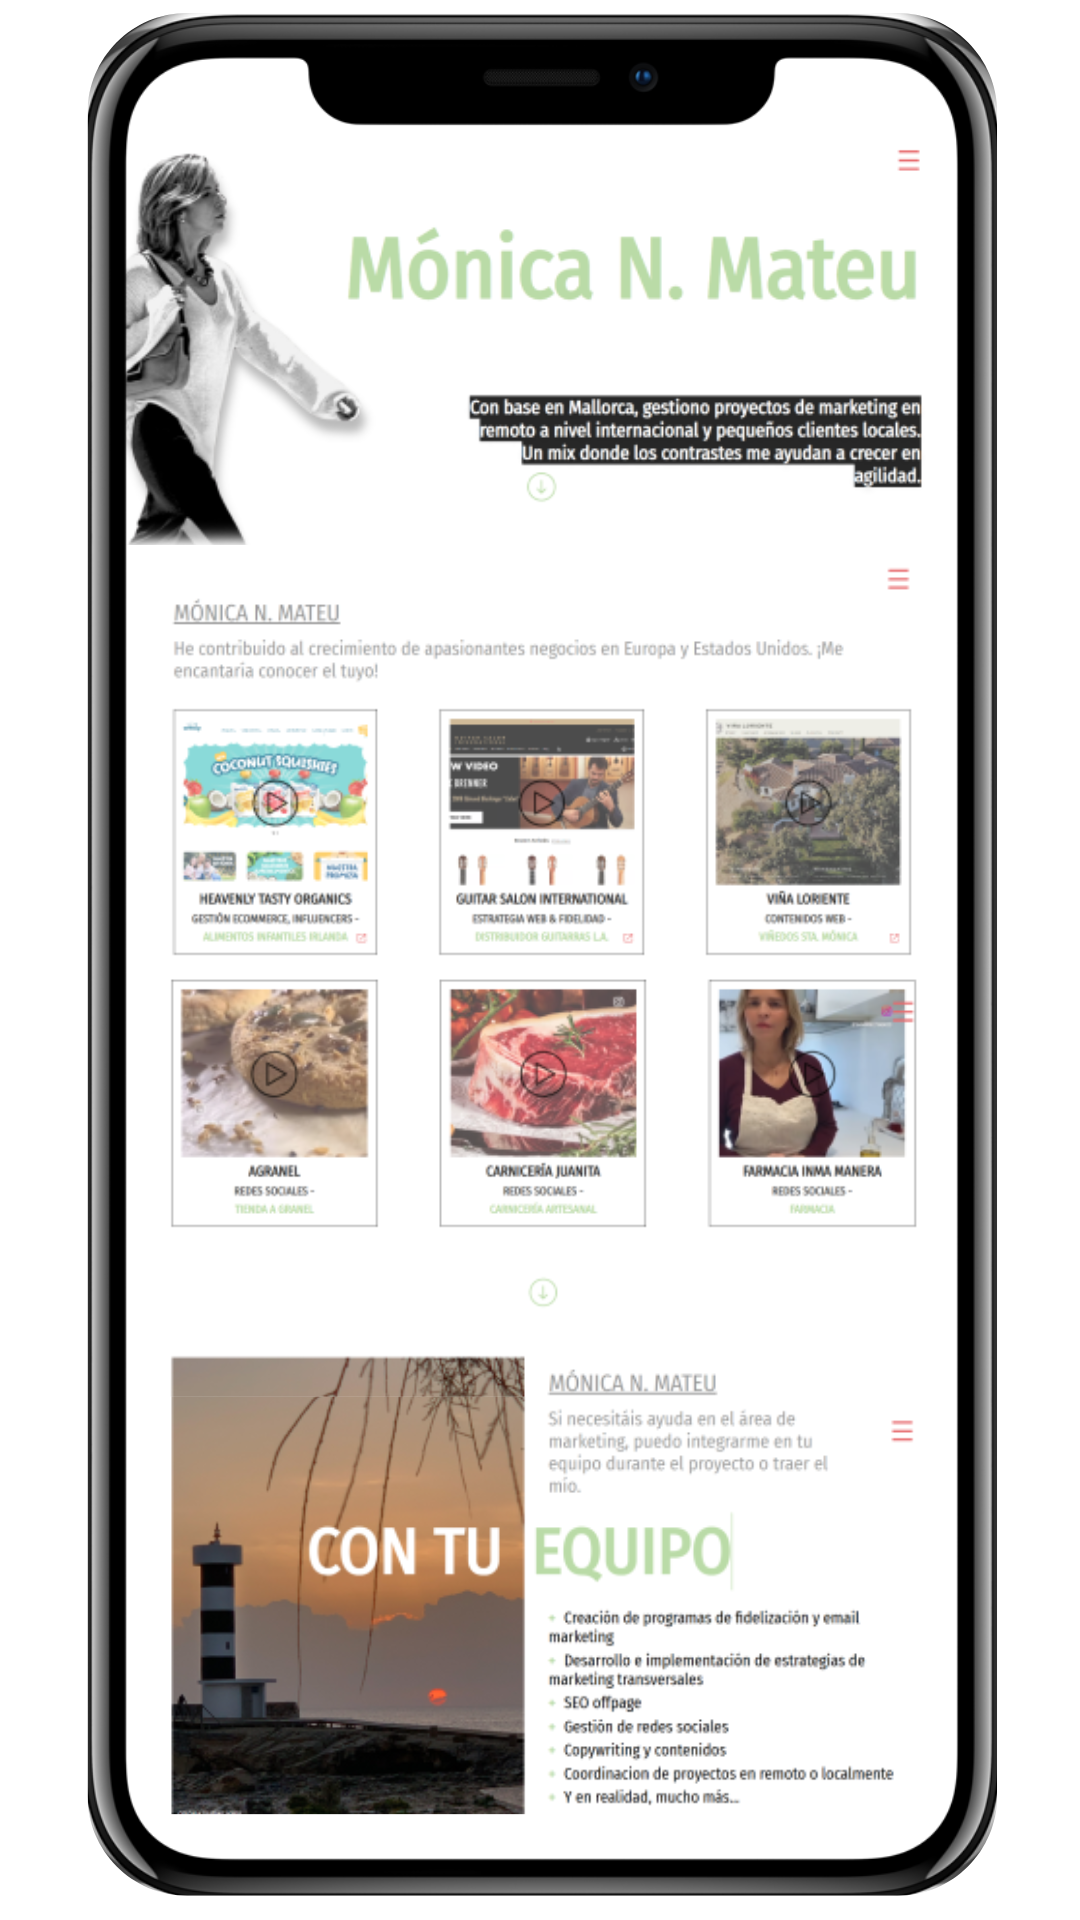 Mónica N. Mateu
Con base en Mallorca, gestiono proyectos de marketing en
remoto a nivel internacional y pequeños clientes locales.
Un mix donde los contrastes me ayudan a crecer en
agilidad.
MÓNICA N. MATEU
He contribuido al crecimiento de apasionantes negocios en Europa y Estados Unidos. ¡Me
encantaría conocer el tuyo!
COCONUT SQUISHIES
W VIDEO
BRENNER
VIÑA LORIENTE
HEAVENLY TASTY ORGANICS
GESTIÓN ECOMMERCE, INFLUENCERS -
ALIMENTOS INFANTILES IRLANDA
GUITAR SALON INTERNATIONAL
ESTRATEGIA WEB & FIDELIDAD -
DISTRIBUIDOR GUITARRAS L.A.
VIÑA LORIENTE
CONTENIDOS WEB -
VIÑEDOS STA. MÓNICA
AGRANEL
REDES SOCIALES -
TIENDA A GRANEL
CARNICERÍA JUANITA
REDES SOCIALES -
CARNICERÍA ARTESANAL
FARMACIA INMA MANERA
REDES SOCIALES -
FARMACIA
MÓNICA N. MATEU
Si necesitáis ayuda en el área de
marketing, puedo integrarme en tu
equipo durante el proyecto o traer el
mío.
CON TU EQUIPO
+ Creación de programas de fidelización y email
marketing
+ Desarrollo e implementación de estrategias de
marketing transversales
+ SEO offpage
+ Gestión de redes sociales
+ Copywriting y contenidos
+ Coordinacion de proyectos en remoto o localmente
+ Y en realidad, mucho más...